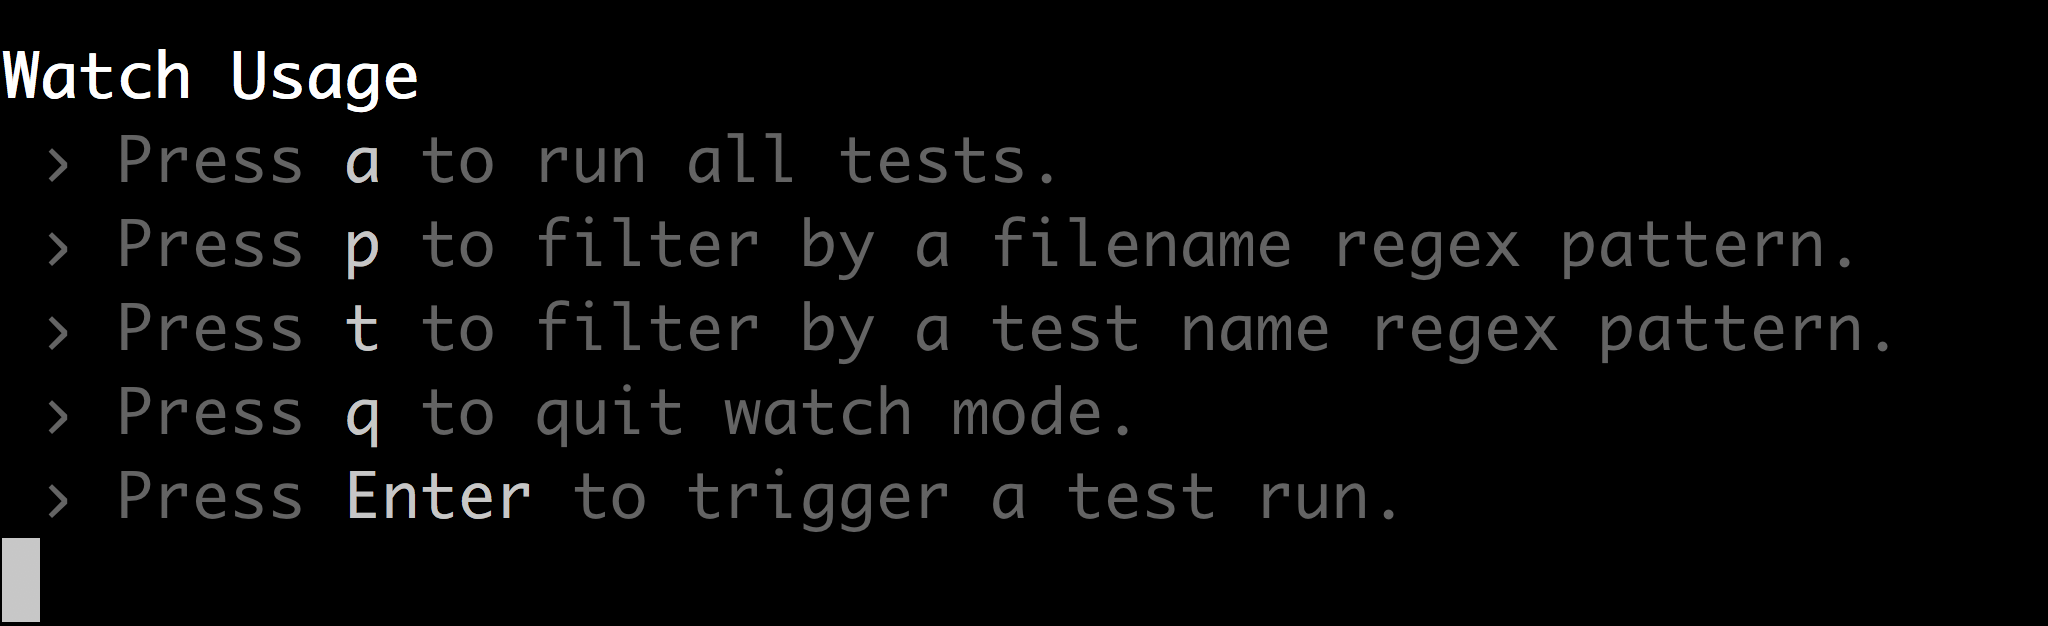 Watch Usage
› Press a to run all tests.
› Press p to filter by a filename regex pattern.
› Press t to filter by a test name regex pattern.
› Press q to quit watch mode.
› Press Enter to trigger a test run.